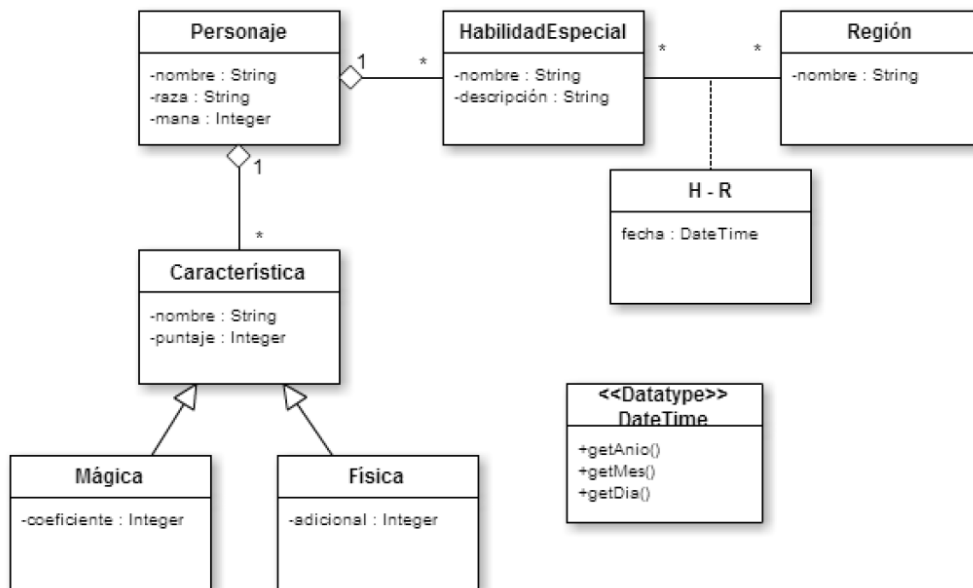 Personaje
-nombre : String
-raza : String
-mana : Integer
1
*
HabilidadEspecial
-nombre : String
-descripción : String
*
*
Región
-nombre : String
H - R
fecha : DateTime
1
*
Característica
-nombre : String
-puntaje : Integer
Mágica
-coeficiente : Integer
Física
-adicional : Integer
<<Datatype>>
DateTime
+getAnio()
+getMes()
+getDia()